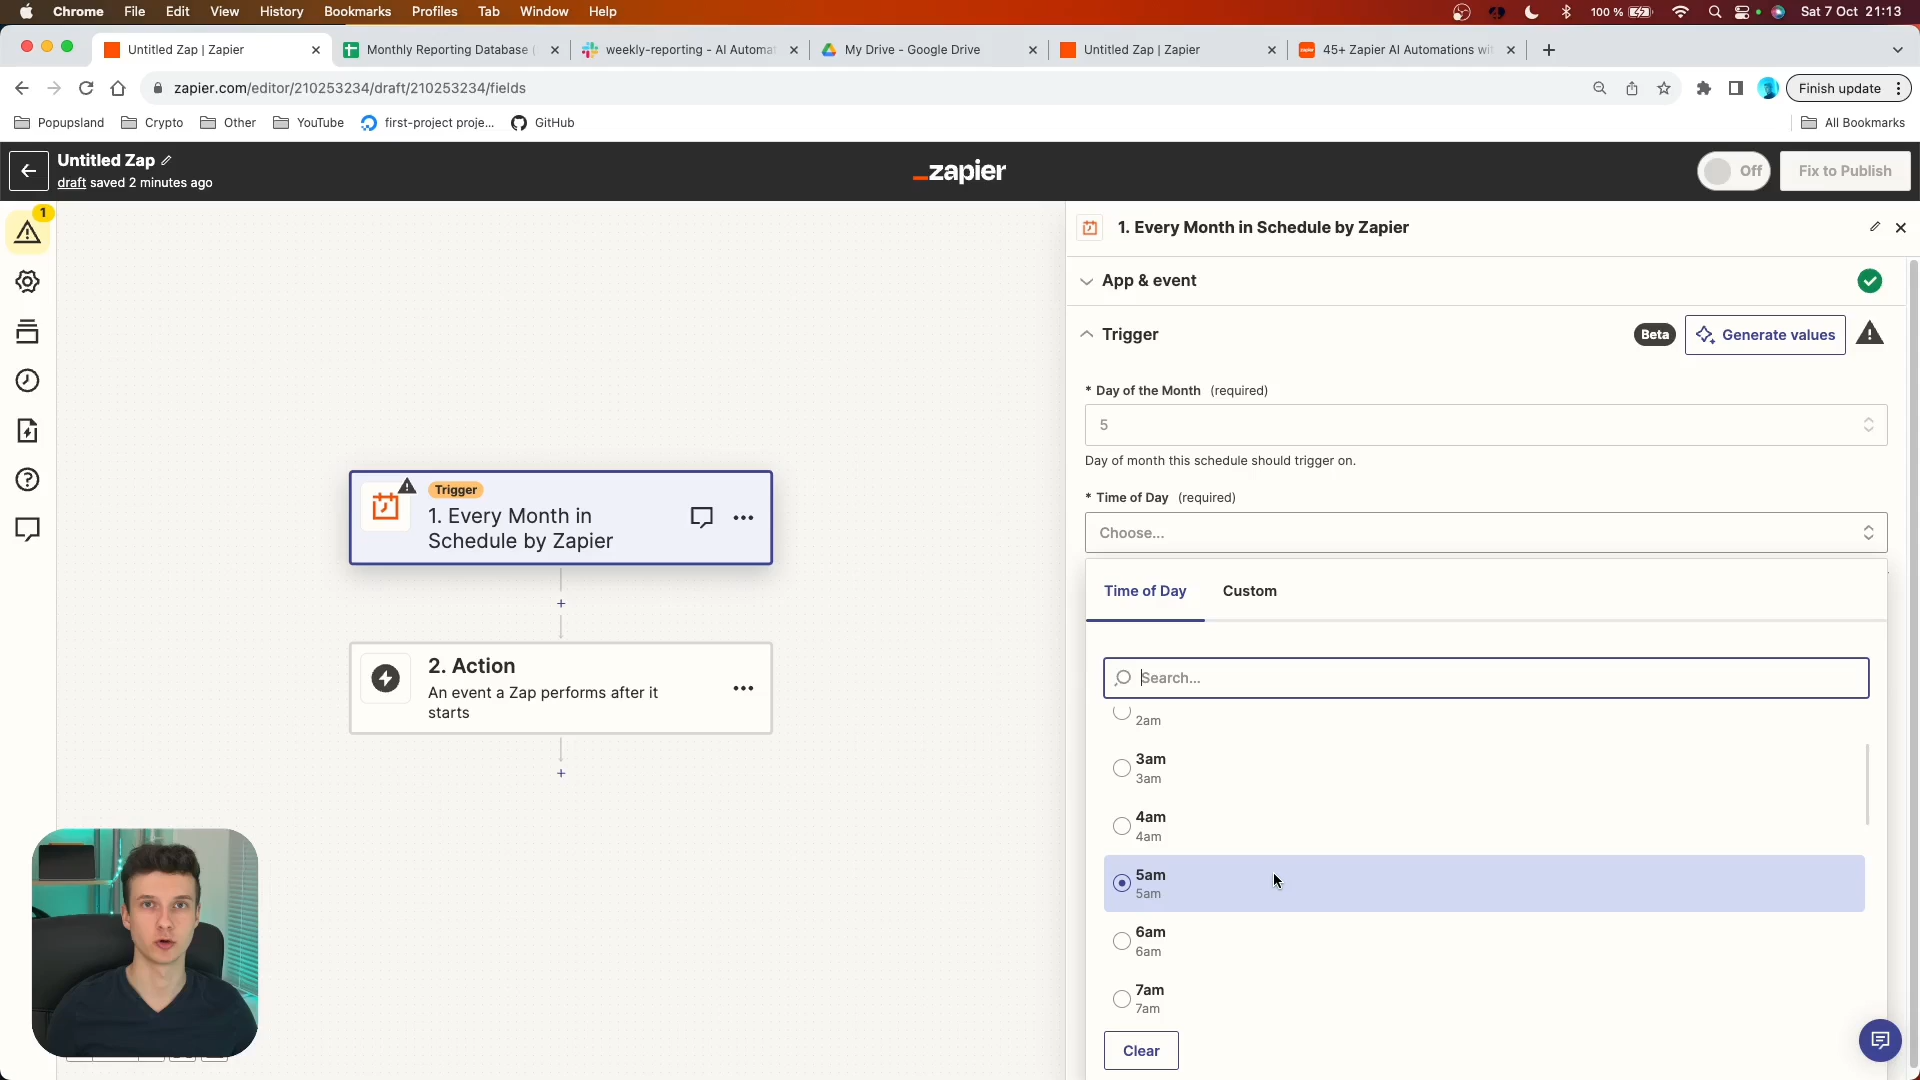 Chrome File Edit View History Bookmarks Profiles Tab Window Help 100 % Sat 7 Oct 21:13
Untitled Zap | Zapier Monthly Reporting Database ( weekly-reporting - AI Automat My Drive - Google Drive Untitled Zap | Zapier 45+ Zapier AI Automations wit
zapier.com/editor/210253234/draft/210253234/fields Finish update
Popupsland Crypto Other YouTube first-project proje... GitHub All Bookmarks
Untitled Zap
draft saved 2 minutes ago
_zapier
Off Fix to Publish
1
1. Every Month in Schedule by Zapier
App & event
Trigger Beta Generate values
* Day of the Month (required)
5
Day of month this schedule should trigger on.
* Time of Day (required)
Choose...
Time of Day Custom
Search...
2am
3am
3am
4am
4am
5am
5am
6am
6am
7am
7am
Clear
Trigger
1. Every Month in
Schedule by Zapier
2. Action
An event a Zap performs after it
starts